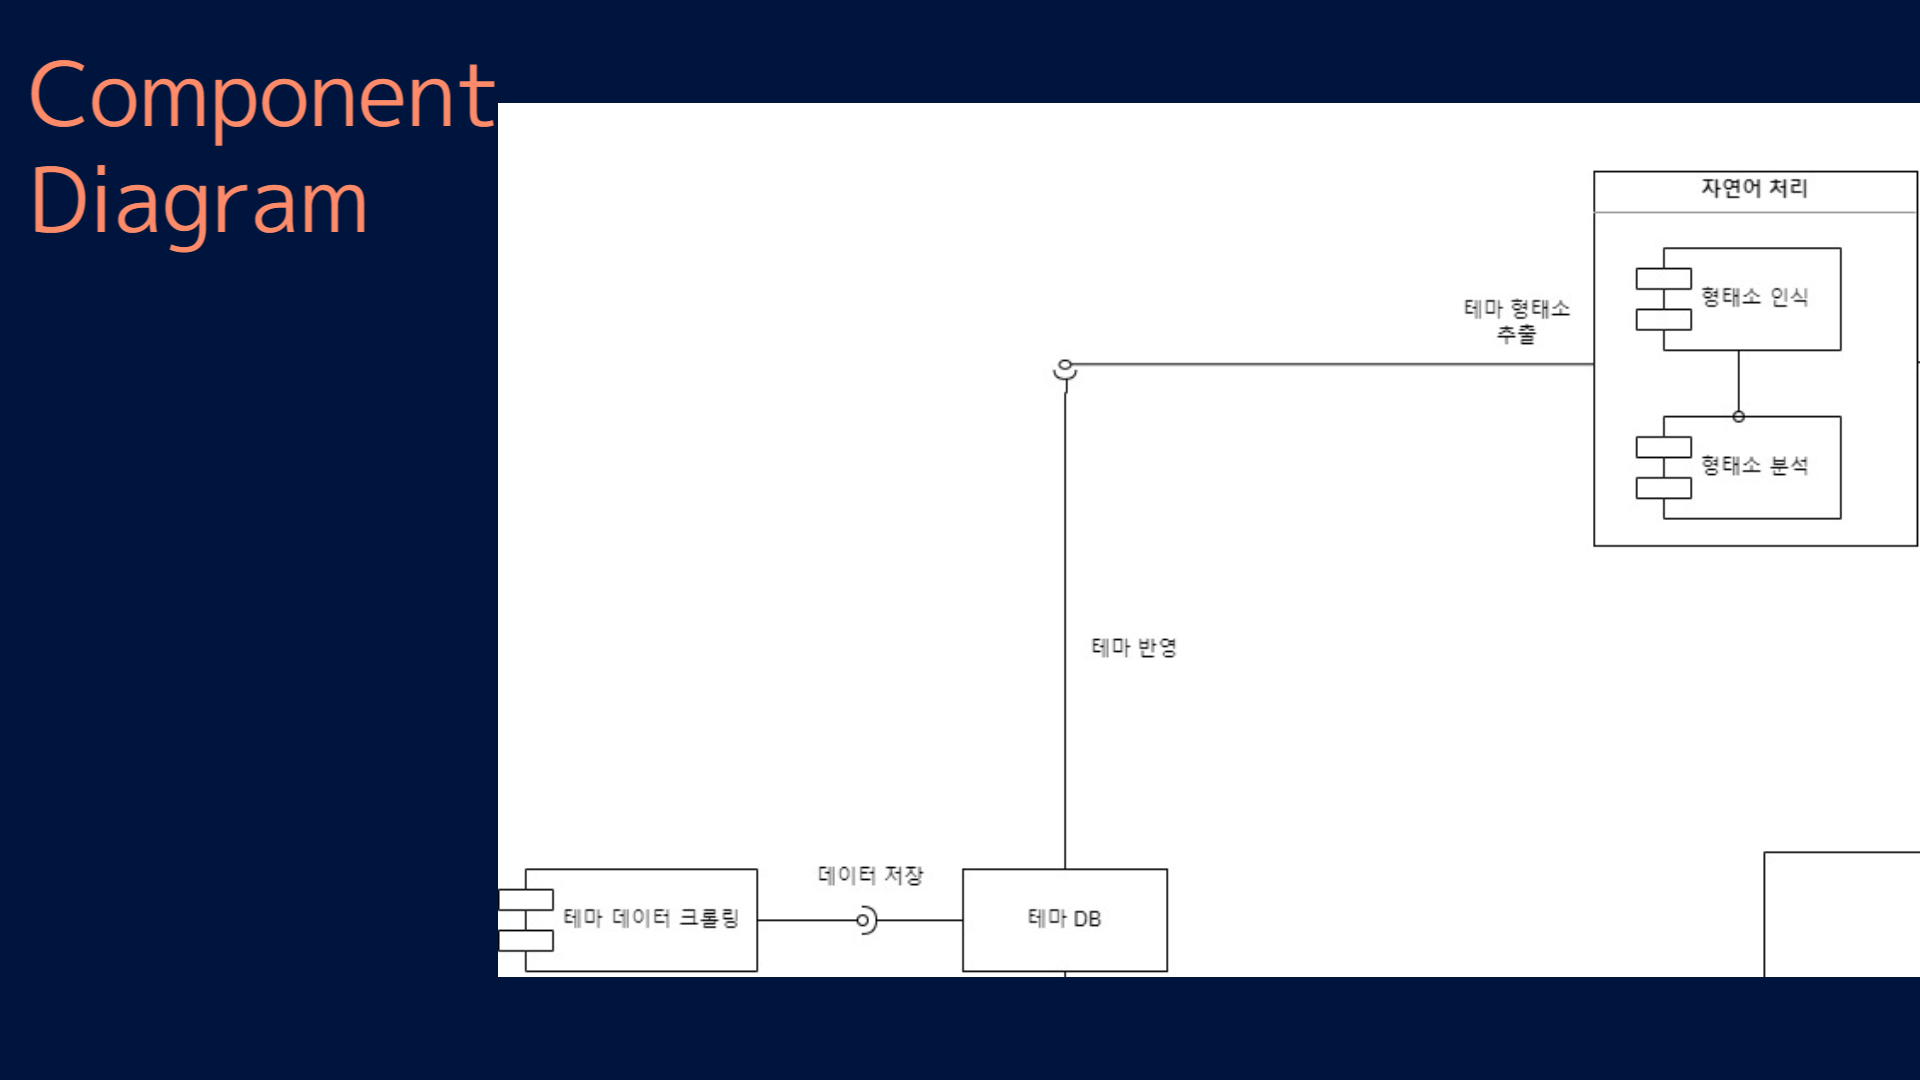 Component
Diagram
자연어 처리
형태소 인식
테마 형태소
추출
형태소 분석
테마 반영
데이터 저장
테마 데이터 크롤링
테마 DB